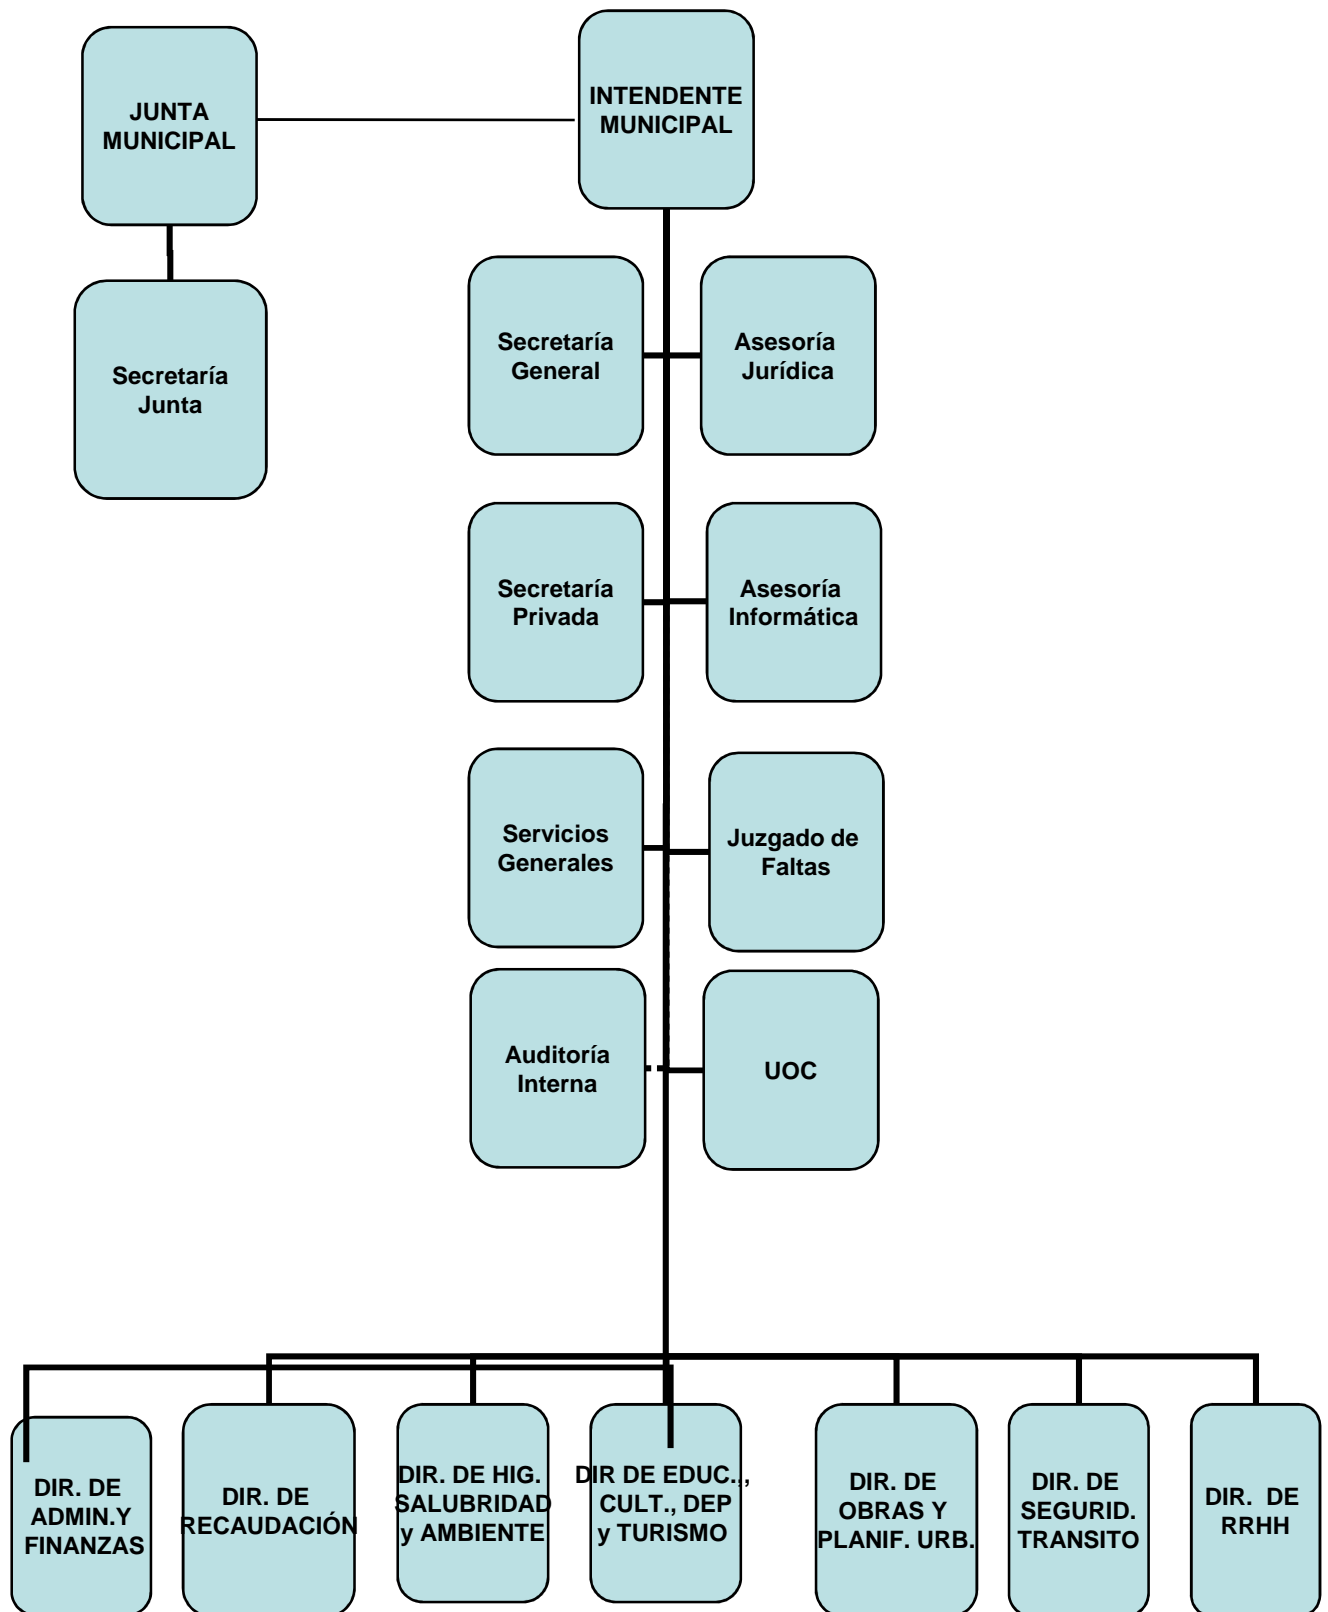 JUNTA
MUNICIPAL
INTENDENTE
MUNICIPAL
Secretaría
Junta
Secretaría
General
Asesoría
Jurídica
Secretaría
Privada
Asesoría
Informática
Servicios
Generales
Juzgado de
Faltas
Auditoría
Interna
UOC
DIR. DE
ADMIN.Y
FINANZAS
DIR. DE
RECAUDACIÓN
DIR. DE HIG.
SALUBRIDAD
y AMBIENTE
DIR DE EDUC..,
CULT., DEP
y TURISMO
DIR. DE
OBRAS Y
PLANIF. URB.
DIR. DE
SEGURID.
TRANSITO
DIR. DE
RRHH